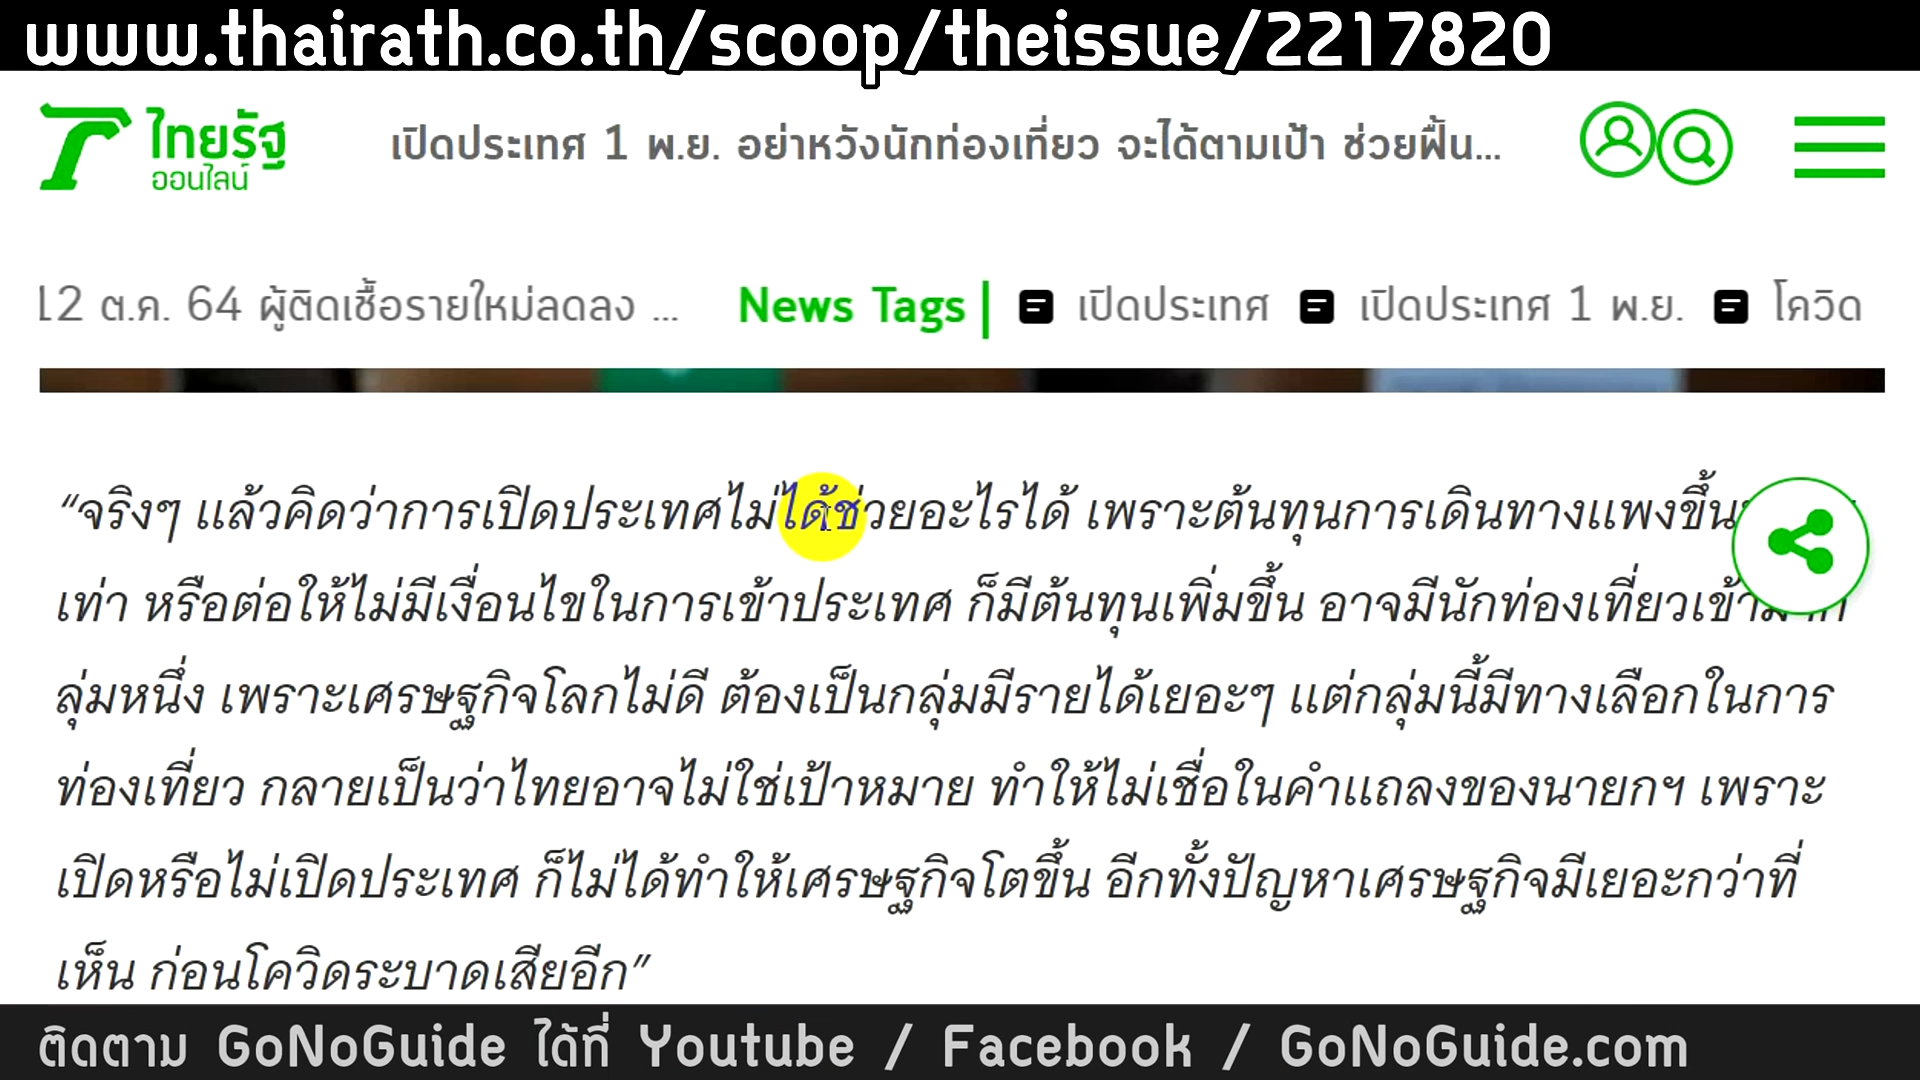 www.thairath.co.th/scoop/theissue/2217820
ไทยรัฐ
ออนไลน์
เปิดประเทศ 1 พ.ย. อย่าหวังนักท่องเที่ยว จะได้ตามเป้า ช่วยฟื้น...
12 ต.ค. 64 ผู้ติดเชื้อรายใหม่ลดลง ... News Tags | เปิดประเทศ เปิดประเทศ 1 พ.ย. โควิด
“จริงๆ แล้วคิดว่าการเปิดประเทศไม่ได้ช่วยอะไรได้ เพราะต้นทุนการเดินทางแพงขึ้น
เท่า หรือต่อให้ไม่มีเงื่อนไขในการเข้าประเทศ ก็มีต้นทุนเพิ่มขึ้น อาจมีนักท่องเที่ยวเข้ามาก
ลุ่มหนึ่ง เพราะเศรษฐกิจโลกไม่ดี ต้องเป็นกลุ่มมีรายได้เยอะๆ แต่กลุ่มนี้มีทางเลือกในการ
ท่องเที่ยว กลายเป็นว่าไทยอาจไม่ใช่เป้าหมาย ทำให้ไม่เชื่อในคำแถลงของนายกฯ เพราะ
เปิดหรือไม่เปิดประเทศ ก็ไม่ได้ทำให้เศรษฐกิจโตขึ้น อีกทั้งปัญหาเศรษฐกิจมีเยอะกว่าที่
เห็น ก่อนโควิดระบาดเสียอีก”
ติดตาม GoNoGuide ได้ที่ Youtube / Facebook / GoNoGuide.com